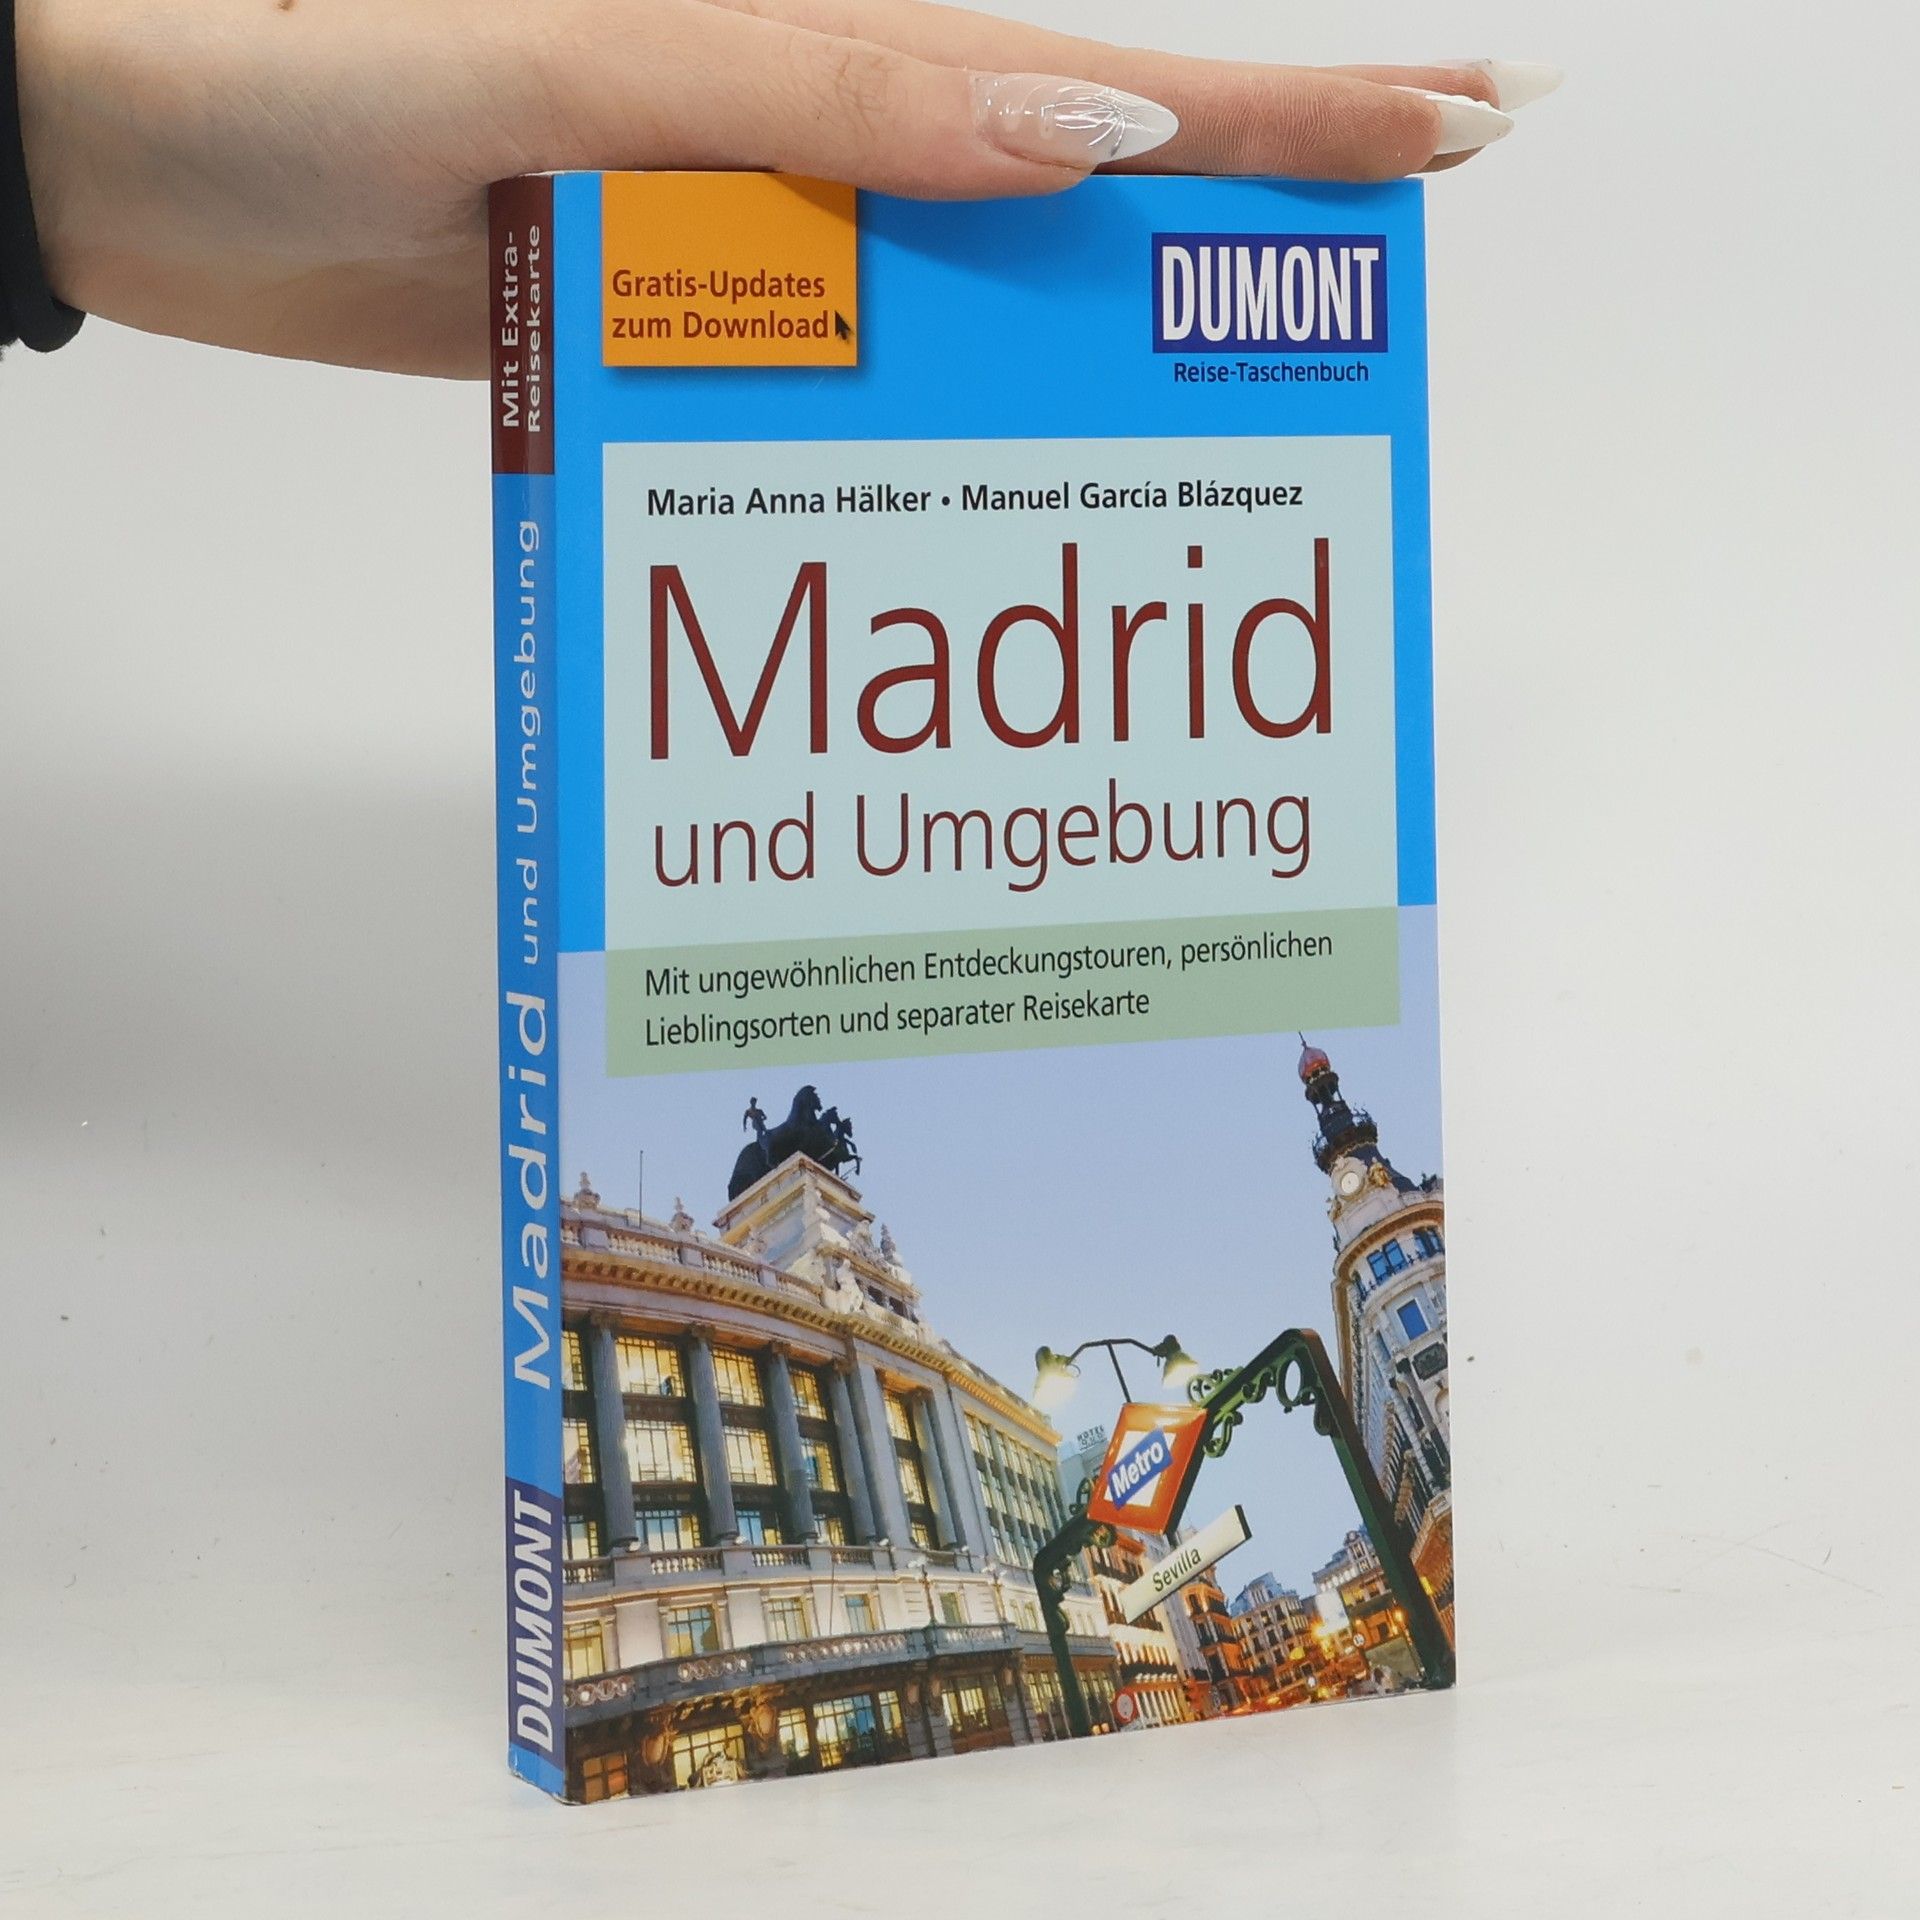 Gratis-Updates
zum Download
DUMONT
Reise-Taschenbuch
Maria Anna Hälker • Manuel García Blázquez
Madrid
und Umgebung
Mit ungewöhnlichen Entdeckungstouren, persönlichen
Lieblingsorten und separater Reisekarte
HOTEL
Metro
Sevilla
Mit Extra-
Reisekarte
Madrid und Umgebung
DUMONT